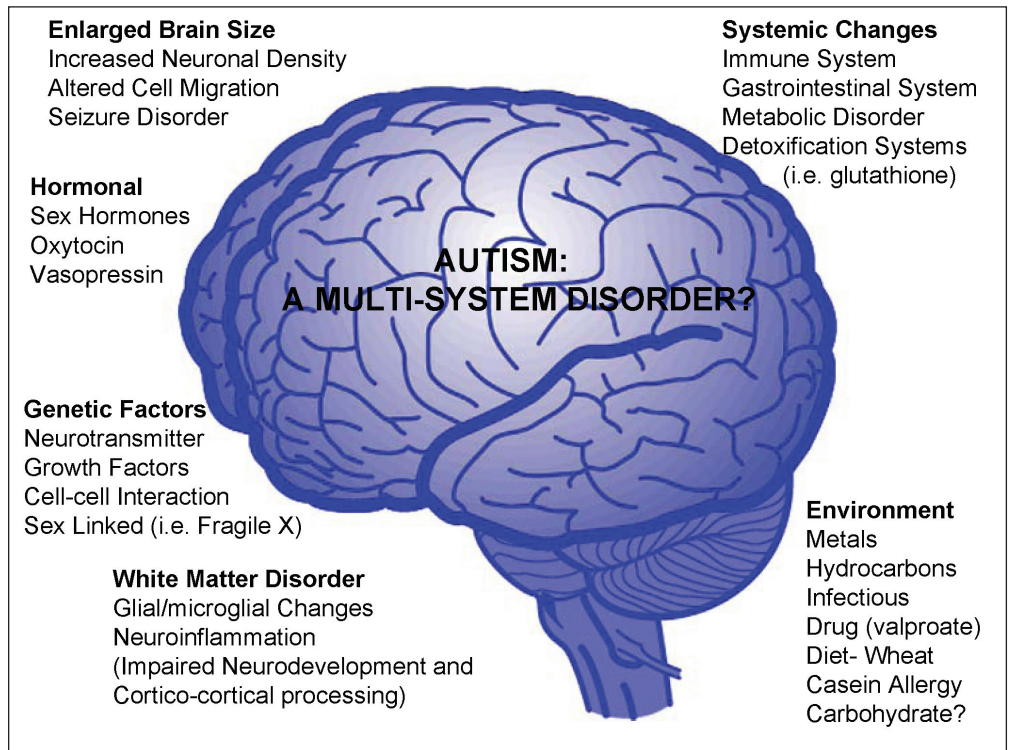 Enlarged Brain Size
Increased Neuronal Density
Altered Cell Migration
Seizure Disorder
Systemic Changes
Immune System
Gastrointestinal System
Metabolic Disorder
Detoxification Systems
(i.e. glutathione)
Hormonal
Sex Hormones
Oxytocin
Vasopressin
AUTISM:
A MULTI-SYSTEM DISORDER?
Genetic Factors
Neurotransmitter
Growth Factors
Cell-cell Interaction
Sex Linked (i.e. Fragile X)
White Matter Disorder
Glial/microglial Changes
Neuroinflammation
(Impaired Neurodevelopment and
Cortico-cortical processing)
Environment
Metals
Hydrocarbons
Infectious
Drug (valproate)
Diet- Wheat
Casein Allergy
Carbohydrate?